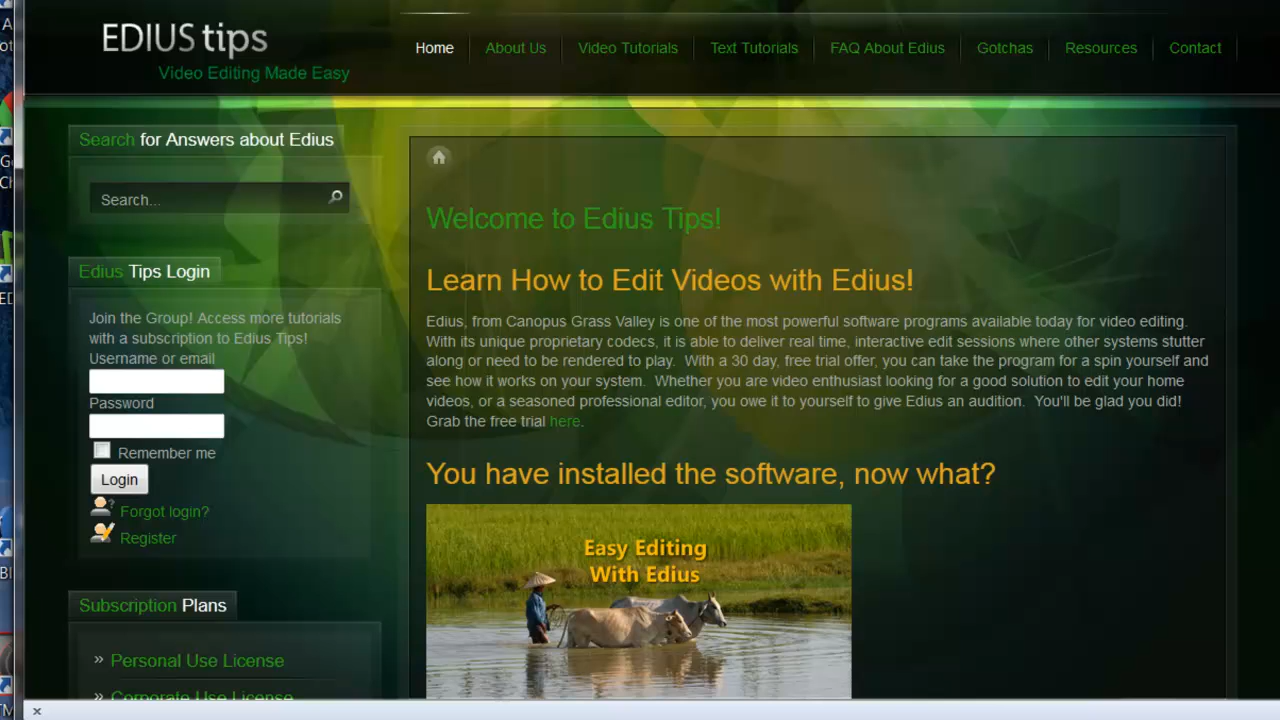 EDIUS tips
Video Editing Made Easy
Home
About Us
Video Tutorials
Text Tutorials
FAQ About Edius
Gotchas
Resources
Contact
Search for Answers about Edius
Search...
Edius Tips Login
Join the Group! Access more tutorials
with a subscription to Edius Tips!
Username or email
Password
Remember me
Login
Forgot login?
Register
Subscription Plans
» Personal Use License
» Corporate Use License
Welcome to Edius Tips!
Learn How to Edit Videos with Edius!
Edius, from Canopus Grass Valley is one of the most powerful software programs available today for video editing.
With its unique proprietary codecs, it is able to deliver real time, interactive edit sessions where other systems stutter
along or need to be rendered to play.  With a 30 day, free trial offer, you can take the program for a spin yourself and
see how it works on your system.  Whether you are video enthusiast looking for a good solution to edit your home
videos, or a seasoned professional editor, you owe it to yourself to give Edius an audition.  You'll be glad you did!
Grab the free trial here.
You have installed the software, now what?
Easy Editing
With Edius